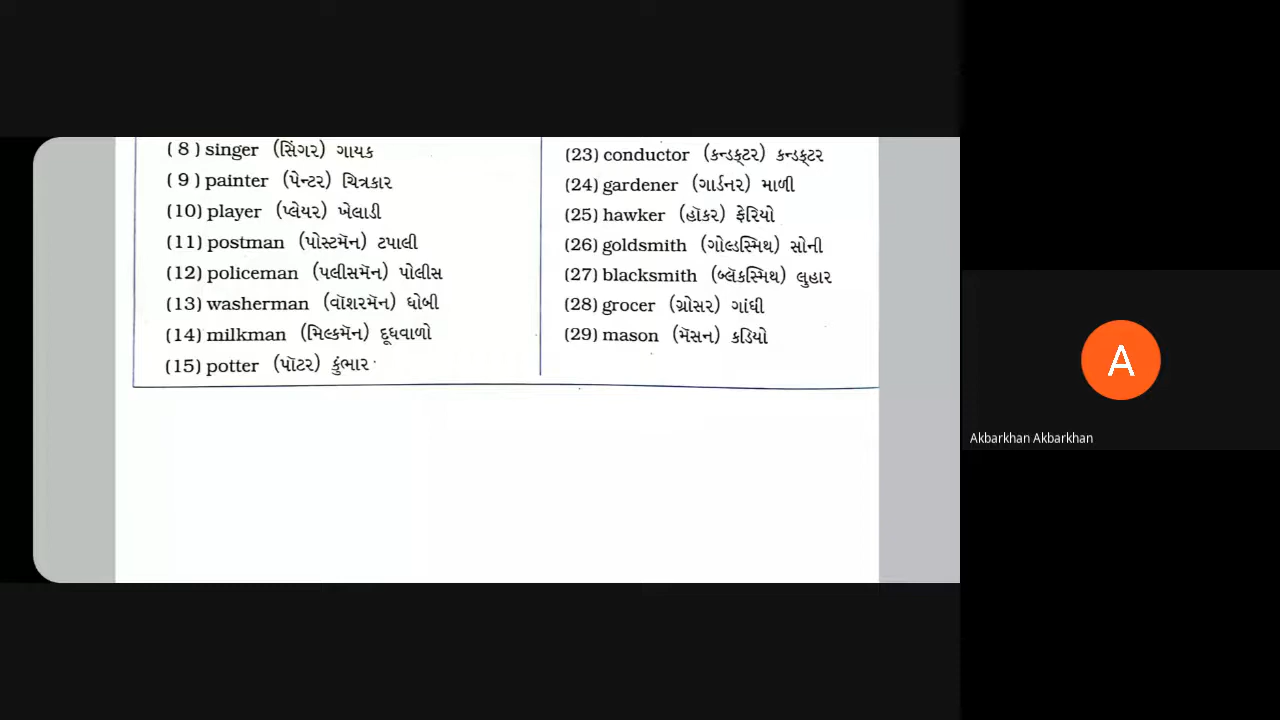 ( 8 ) singer (સિંગર) ગાયક
( 9 ) painter (પેન્ટર) ચિત્રકાર
(10) player (પ્લેયર) ખેલાડી
(11) postman (પોસ્ટમૅન) ટપાલી
(12) policeman (પલીસમૅન) પોલીસ
(13) washerman (વૉશરમૅન) ધોબી
(14) milkman (મિલ્કમૅન) દૂધવાળો
(15) potter (પૉટર) કુંભાર
(23) conductor (કન્ડક્ટર) કન્ડક્ટર
(24) gardener (ગાર્ડનર) માળી
(25) hawker (હૉકર) ફેરિયો
(26) goldsmith (ગોલ્ડસ્મિથ) સોની
(27) blacksmith (બ્લૅકસ્મિથ) લુહાર
(28) grocer (ગ્રોસર) ગાંધી
(29) mason (મૅસન) કડિયો
A
Akbarkhan Akbarkhan